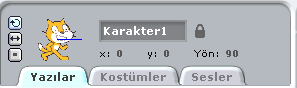 Karakter1
x: 0 y: 0 Yön: 90
Yazılar Kostümler Sesler